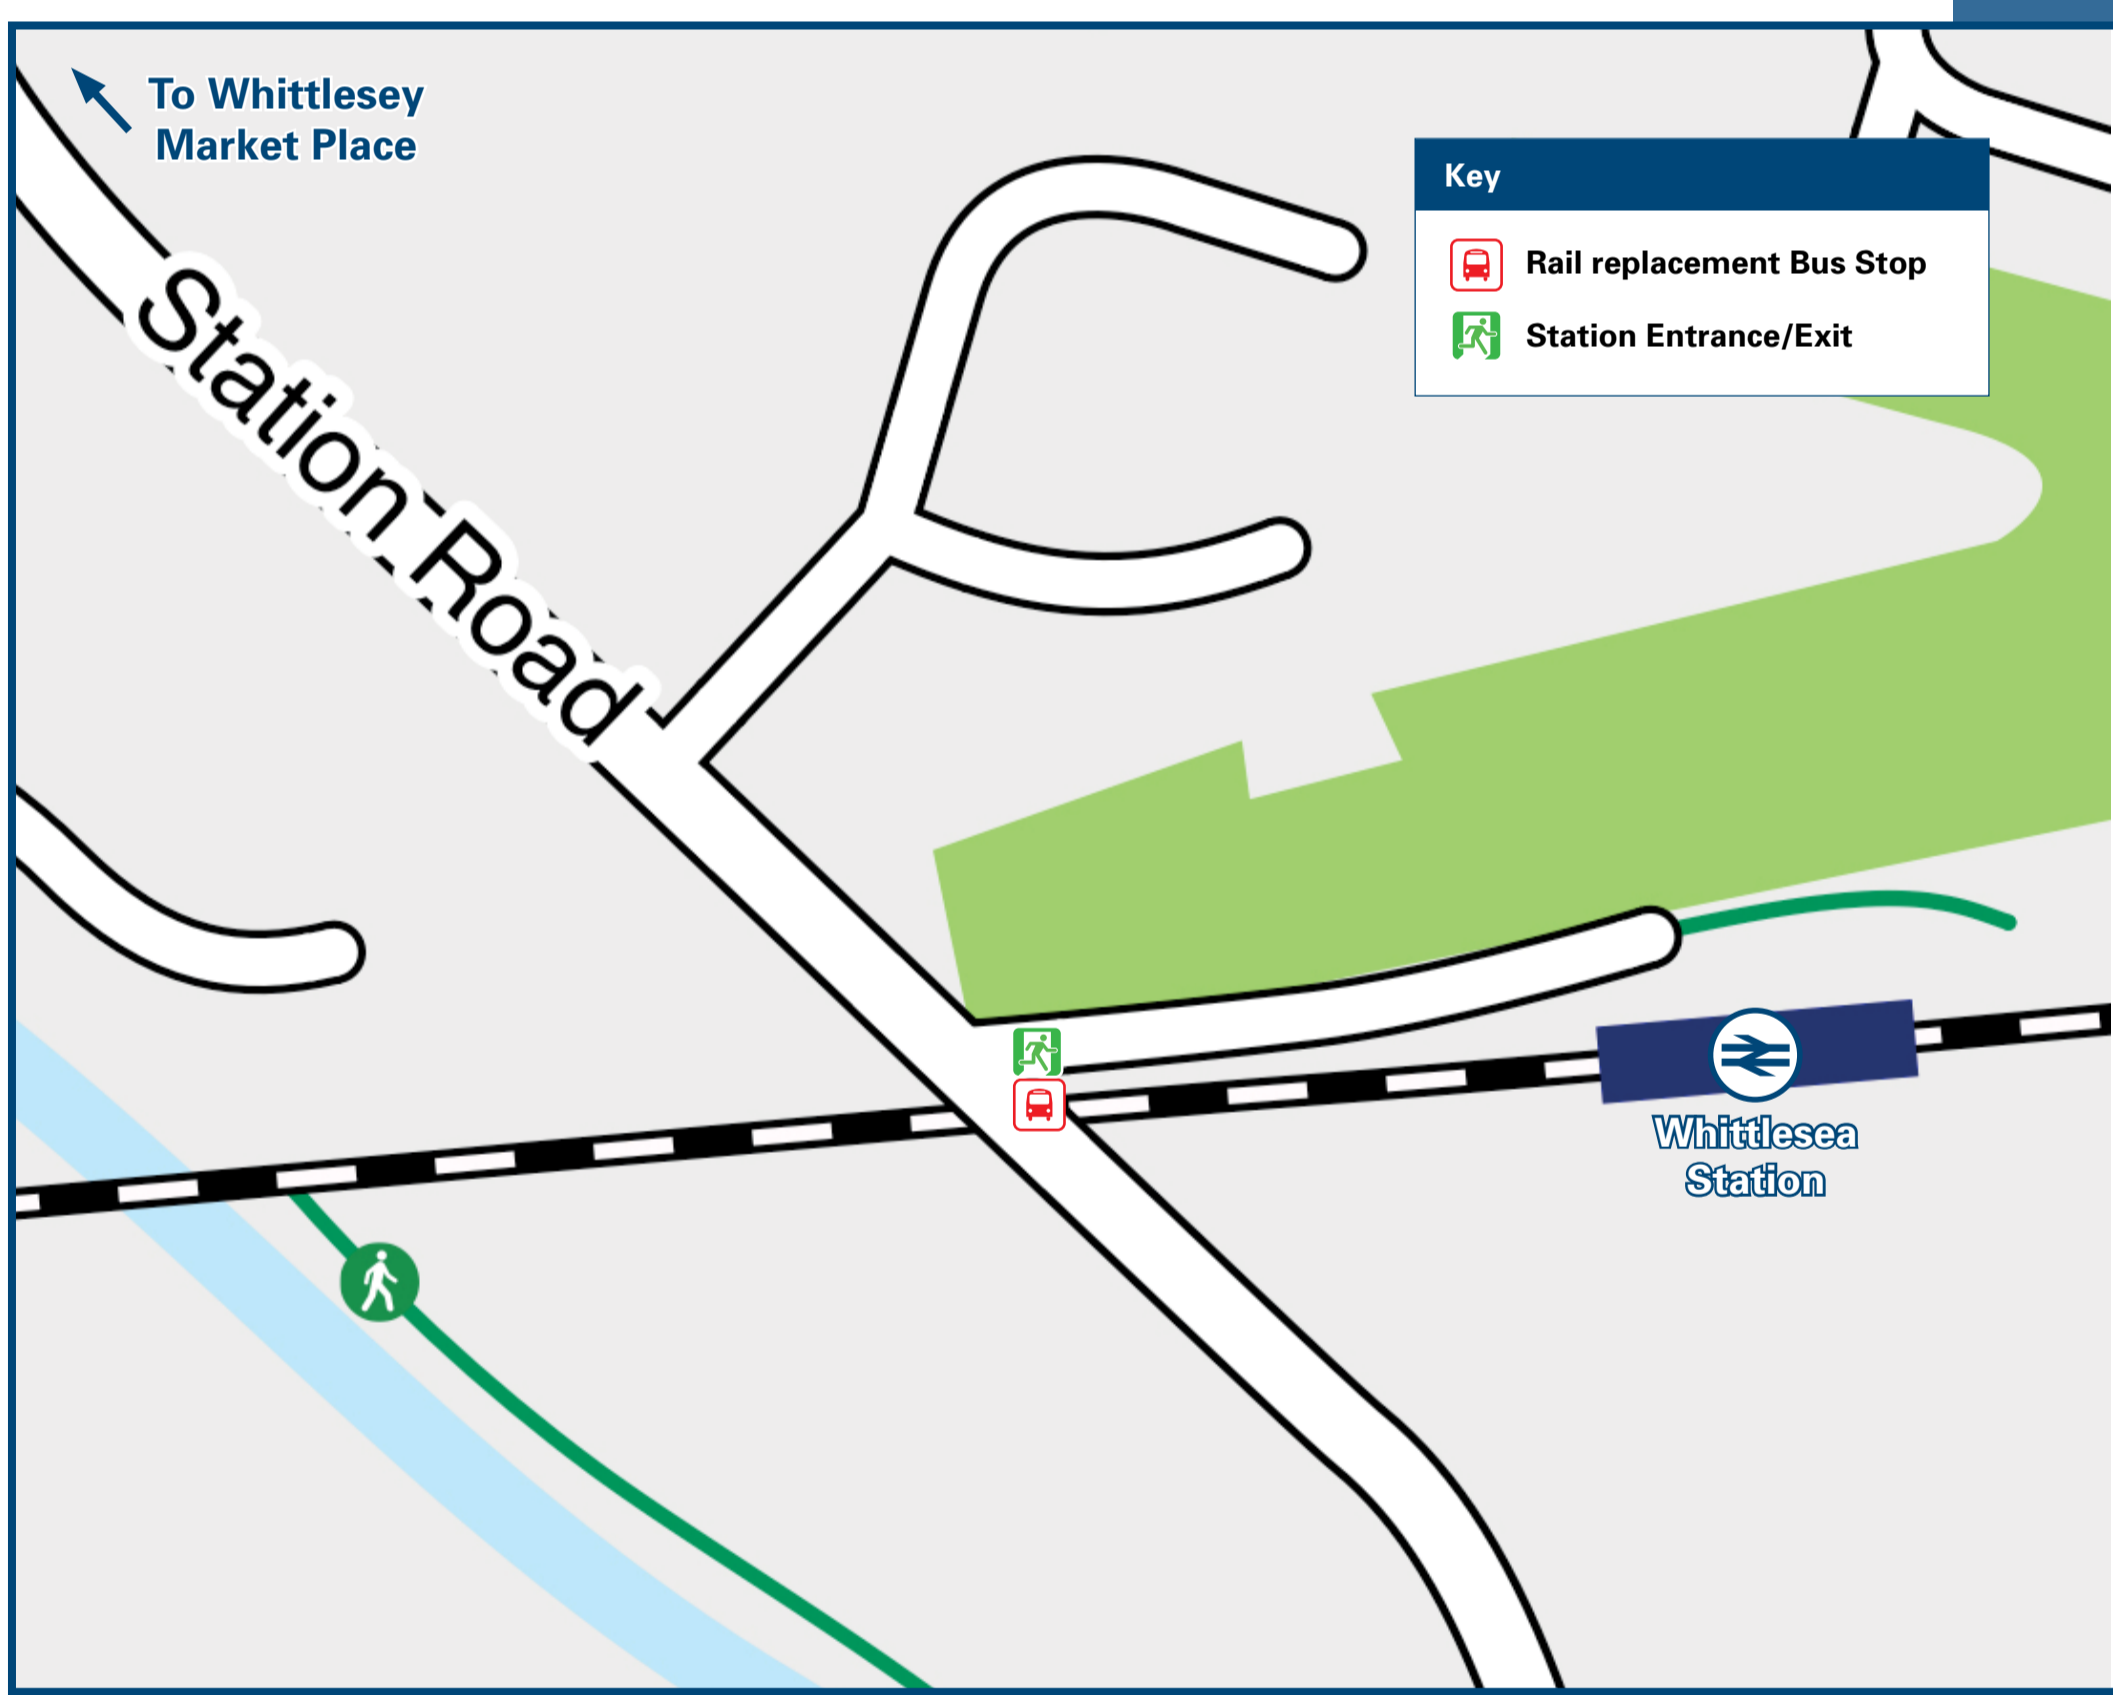 To Whittlesey
Market Place
Key
Rail replacement Bus Stop
Station Entrance/Exit
Station Road
Whittlesea
Station